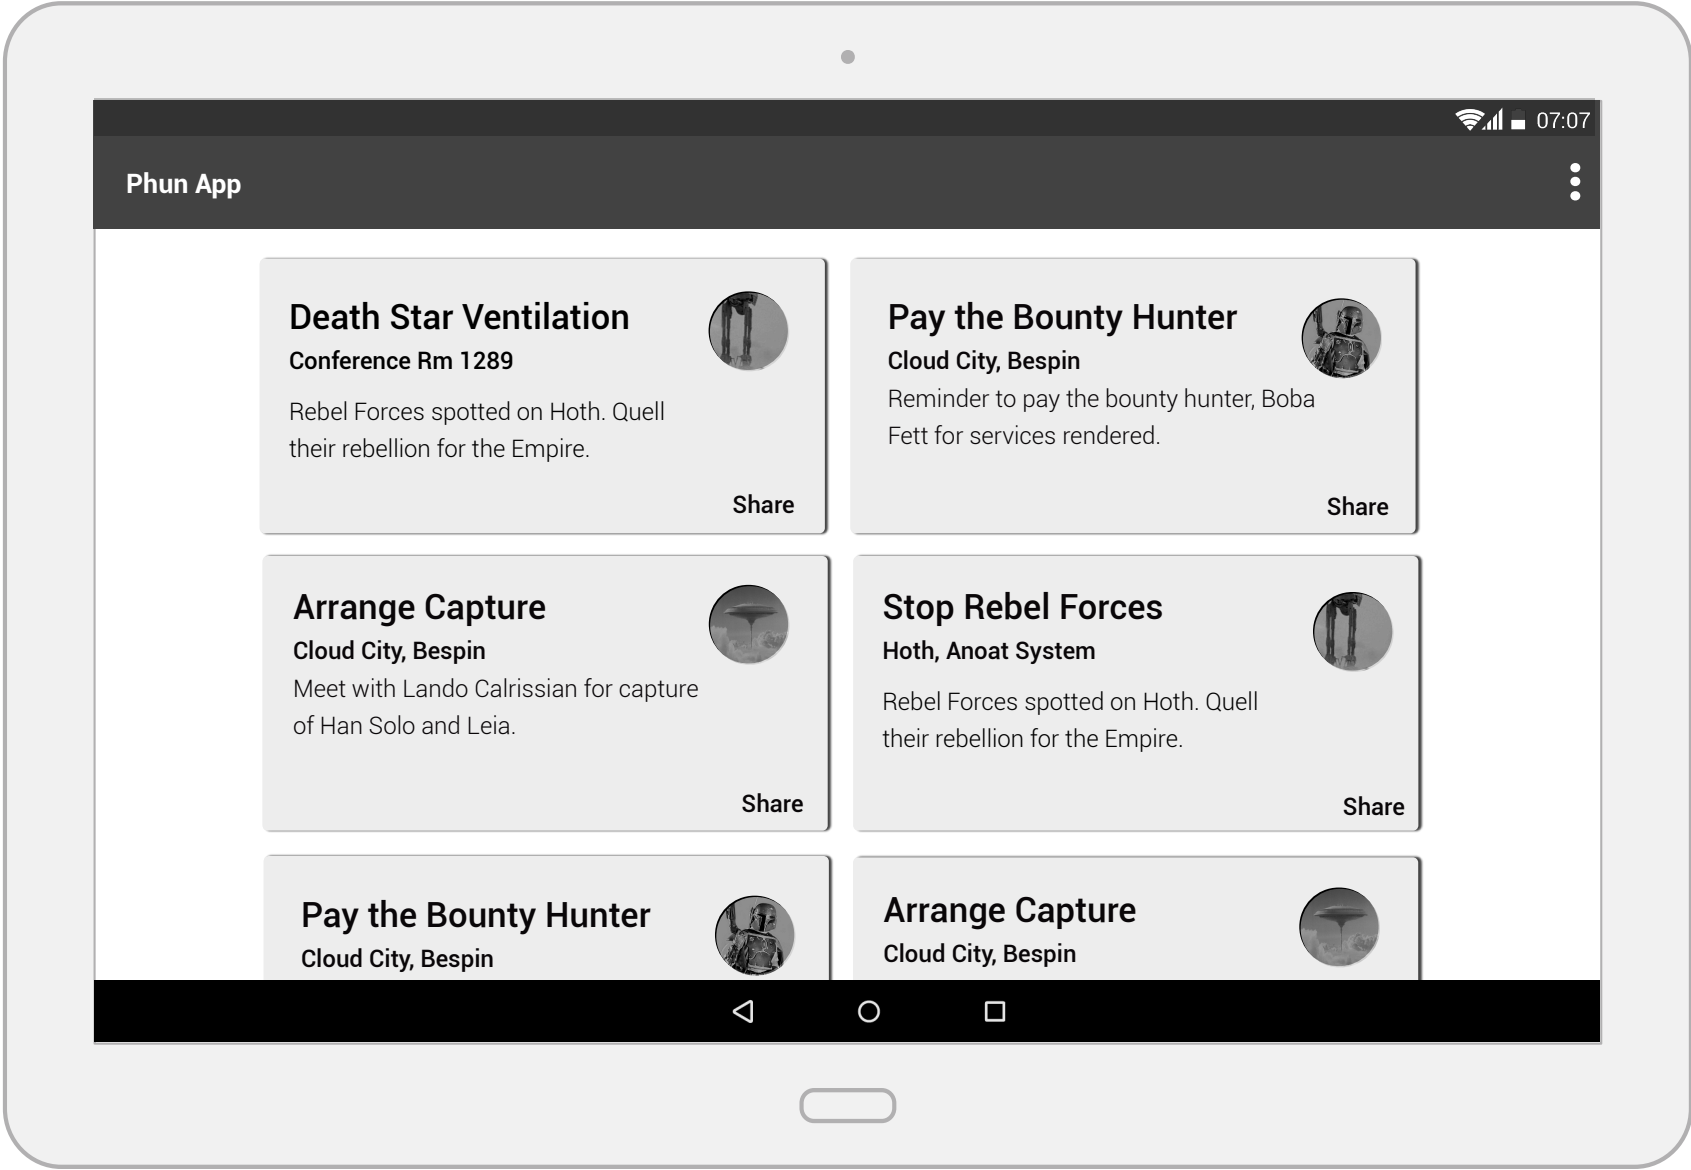 07:07
Phun App
Death Star Ventilation
Conference Rm 1289
Rebel Forces spotted on Hoth. Quell
their rebellion for the Empire.
Share
Pay the Bounty Hunter
Cloud City, Bespin
Reminder to pay the bounty hunter, Boba
Fett for services rendered.
Share
Arrange Capture
Cloud City, Bespin
Meet with Lando Calrissian for capture
of Han Solo and Leia.
Share
Stop Rebel Forces
Hoth, Anoat System
Rebel Forces spotted on Hoth. Quell
their rebellion for the Empire.
Share
Pay the Bounty Hunter
Cloud City, Bespin
Arrange Capture
Cloud City, Bespin